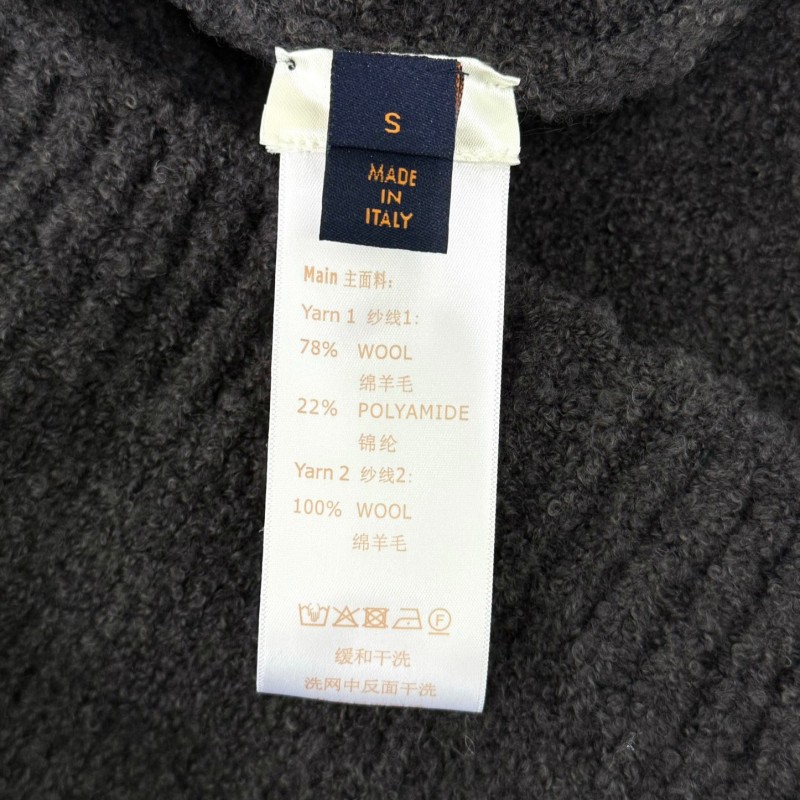 S
MADE
IN
ITALY
Main 主面料:
Yarn 1 纱线1:
78% WOOL
绵羊毛
22% POLYAMIDE
锦纶
Yarn 2 纱线2:
100% WOOL
绵羊毛
F
缓和干洗
洗网中反面干洗